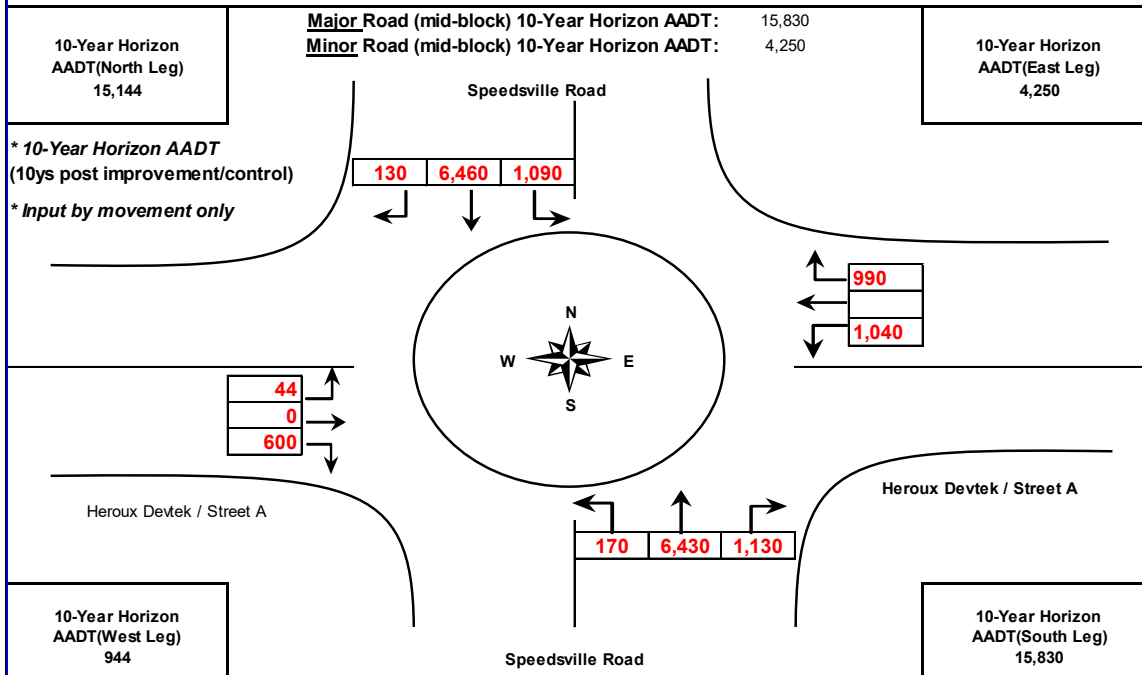 Major Road (mid-block) 10-Year Horizon AADT: 15,830
Minor Road (mid-block) 10-Year Horizon AADT: 4,250
10-Year Horizon
AADT(North Leg)
15,144
10-Year Horizon
AADT(East Leg)
4,250
Speedsville Road
* 10-Year Horizon AADT
(10ys post improvement/control)
* Input by movement only
130 6,460 1,090
990
1,040
N
W E
S
44
0
600
Heroux Devtek / Street A
Heroux Devtek / Street A
170 6,430 1,130
10-Year Horizon
AADT(West Leg)
944
Speedsville Road
10-Year Horizon
AADT(South Leg)
15,830